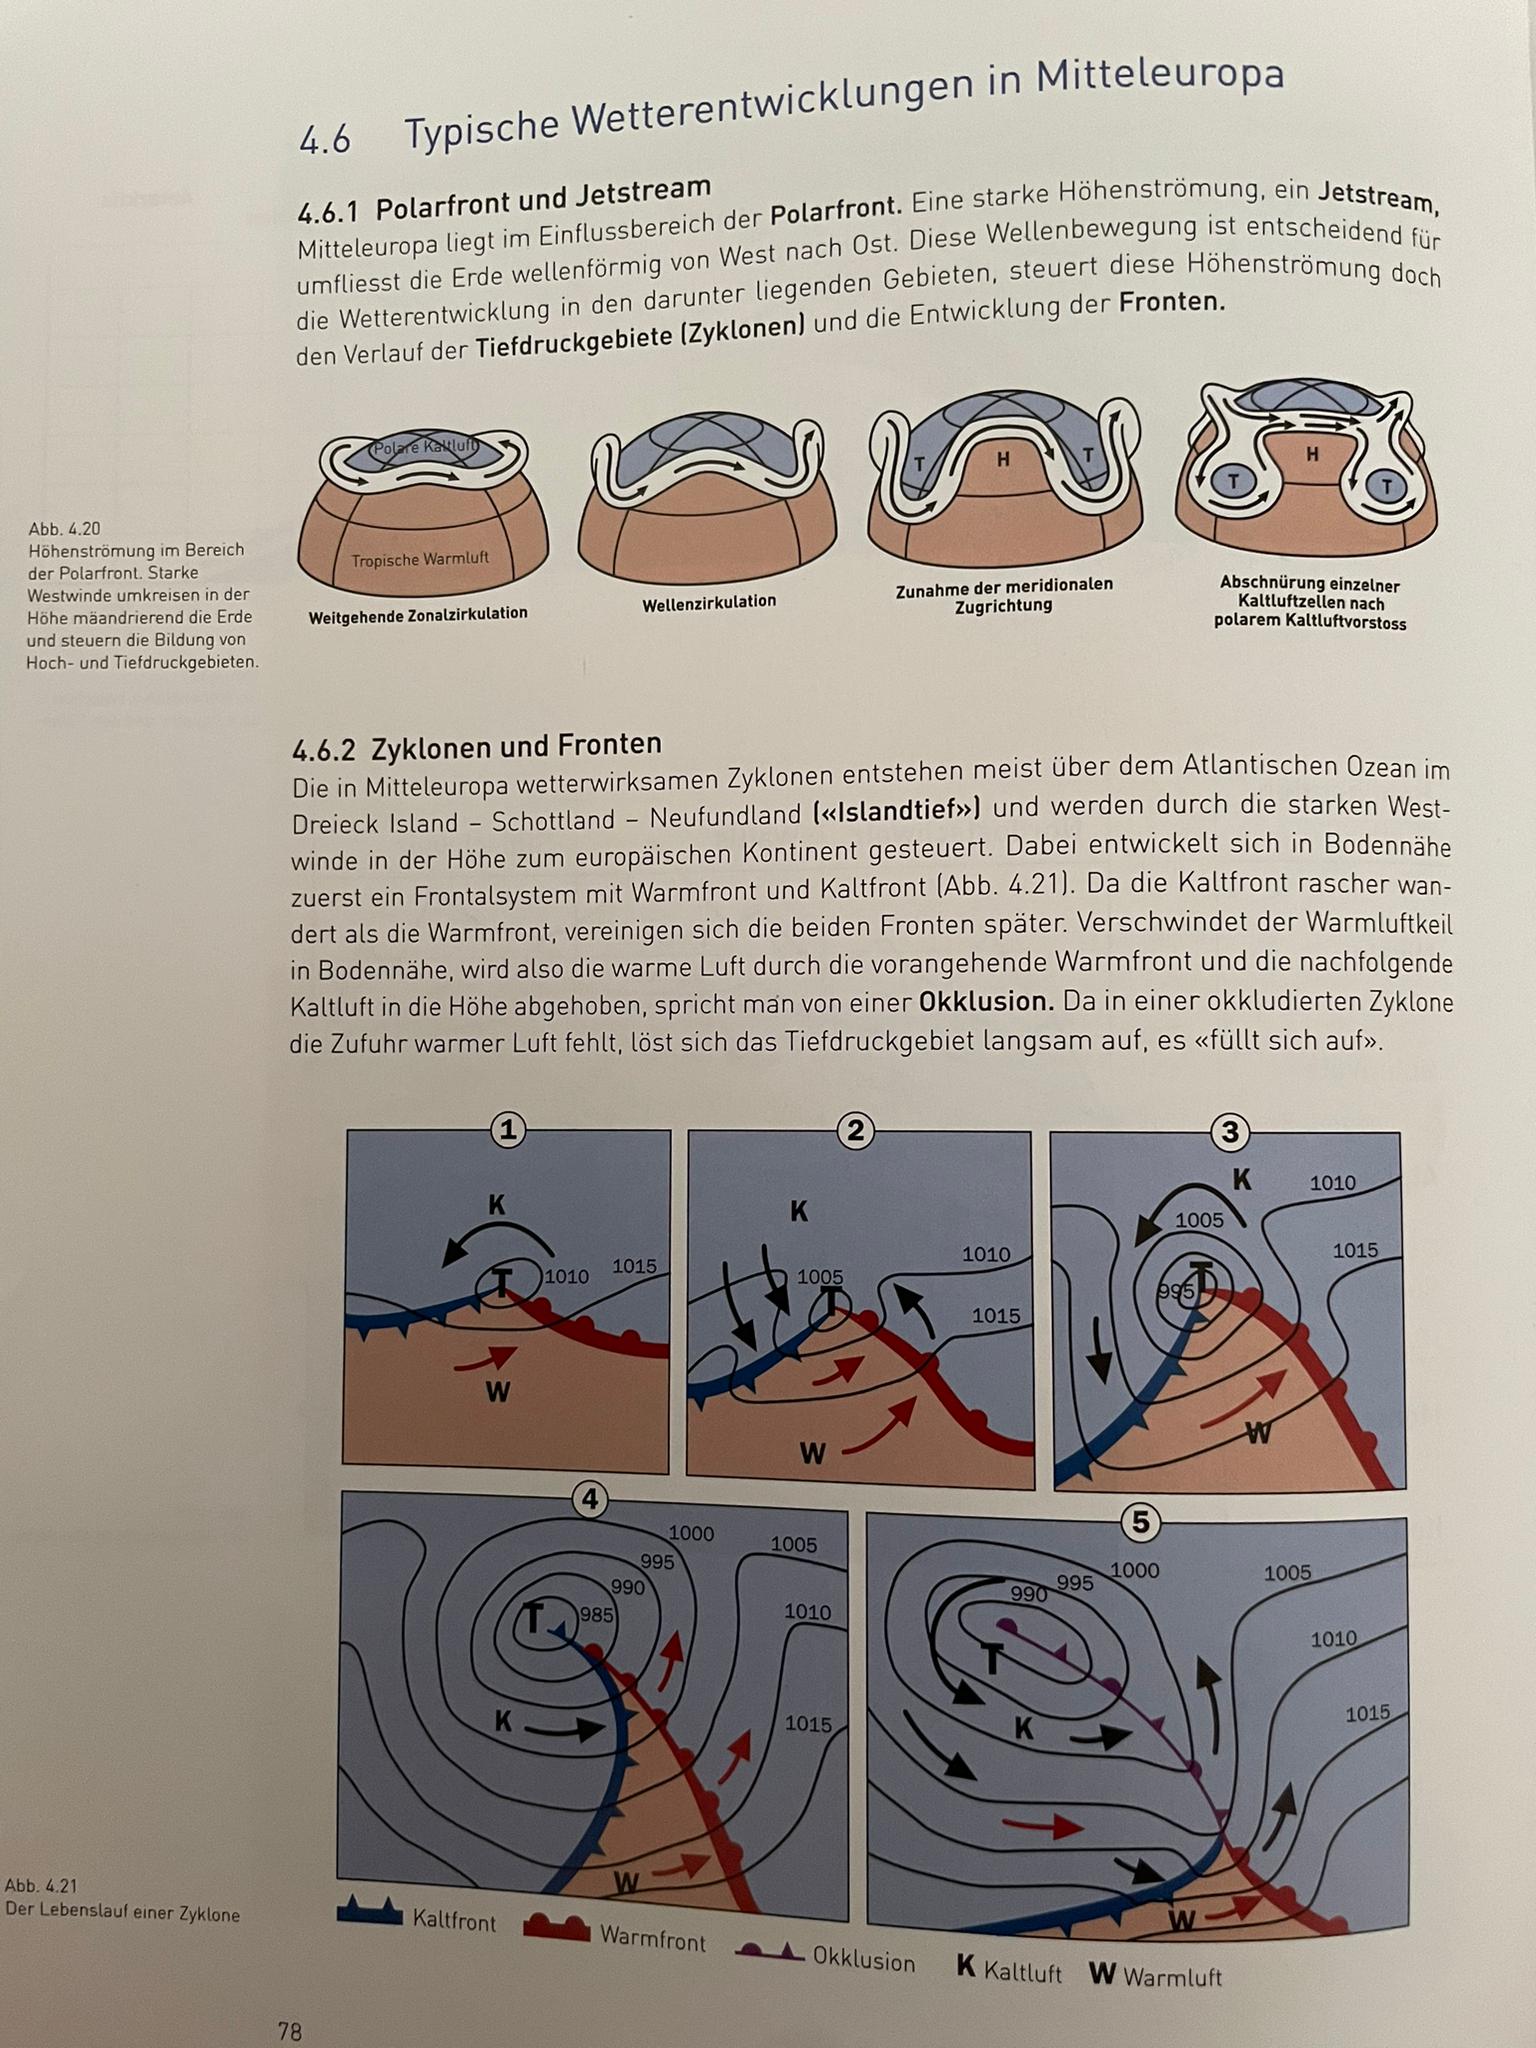 4.6 Typische Wetterentwicklungen in Mitteleuropa
4.6.1 Polarfront und Jetstream
Mitteleuropa liegt im Einflussbereich der Polarfront. Eine starke Höhenströmung, ein Jetstream,
umfliesst die Erde wellenförmig von West nach Ost. Diese Wellenbewegung ist entscheidend für
die Wetterentwicklung in den darunter liegenden Gebieten, steuert diese Höhenströmung doch
den Verlauf der Tiefdruckgebiete (Zyklonen) und die Entwicklung der Fronten.
Polare Kaltluft
Tropische Warmluft
Weitgehende Zonalzirkulation
Wellenzirkulation
T
H
T
Zunahme der meridionalen
Zugrichtung
H
T
T
Abschnürung einzelner
Kaltluftzellen nach
polarem Kaltluftvorstoss
Abb. 4.20
Höhenströmung im Bereich
der Polarfront. Starke
Westwinde umkreisen in der
Höhe mäandrierend die Erde
und steuern die Bildung von
Hoch- und Tiefdruckgebieten.
4.6.2 Zyklonen und Fronten
Die in Mitteleuropa wetterwirksamen Zyklonen entstehen meist über dem Atlantischen Ozean im
Dreieck Island – Schottland – Neufundland («Islandtief») und werden durch die starken West-
winde in der Höhe zum europäischen Kontinent gesteuert. Dabei entwickelt sich in Bodennähe
zuerst ein Frontalsystem mit Warmfront und Kaltfront (Abb. 4.21). Da die Kaltfront rascher wan-
dert als die Warmfront, vereinigen sich die beiden Fronten später. Verschwindet der Warmluftkeil
in Bodennähe, wird also die warme Luft durch die vorangehende Warmfront und die nachfolgende
Kaltluft in die Höhe abgehoben, spricht man von einer Okklusion. Da in einer okkludierten Zyklone
die Zufuhr warmer Luft fehlt, löst sich das Tiefdruckgebiet langsam auf, es «füllt sich auf».
1
K
T
1010
1015
W
2
K
1005
T
1010
1015
W
3
K
1010
1005
1015
T
995
W
4
1000
1005
995
990
T
985
1010
K
1015
W
5
1000
995
990
1005
T
1010
K
1015
W
Abb. 4.21
Der Lebenslauf einer Zyklone
Kaltfront
Warmfront
Okklusion
K Kaltluft
W Warmluft
78